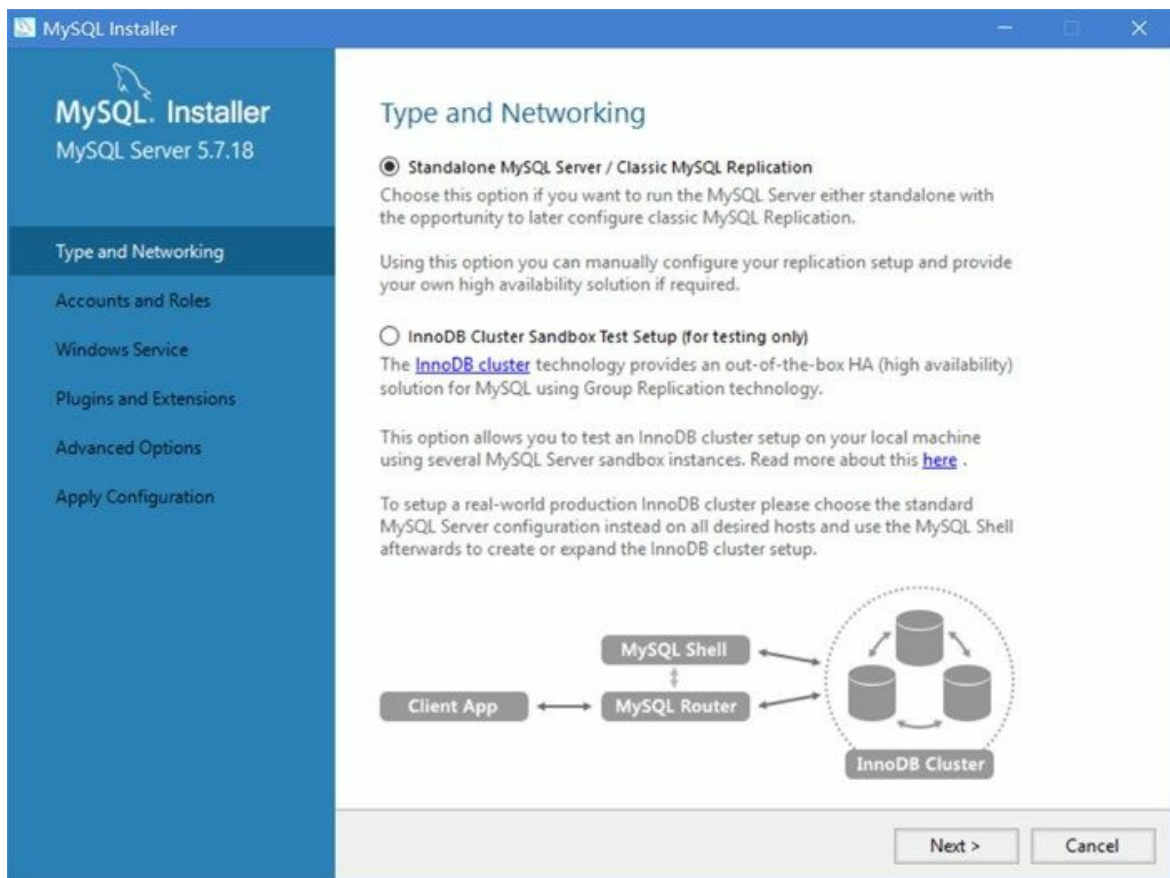 MySQL Installer
MySQL. Installer
MySQL Server 5.7.18
Type and Networking
Accounts and Roles
Windows Service
Plugins and Extensions
Advanced Options
Apply Configuration
Type and Networking
Standalone MySQL Server / Classic MySQL Replication
Choose this option if you want to run the MySQL Server either standalone with
the opportunity to later configure classic MySQL Replication.
Using this option you can manually configure your replication setup and provide
your own high availability solution if required.
InnoDB Cluster Sandbox Test Setup (for testing only)
The InnoDB cluster technology provides an out-of-the-box HA (high availability)
solution for MySQL using Group Replication technology.
This option allows you to test an InnoDB cluster setup on your local machine
using several MySQL Server sandbox instances. Read more about this here .
To setup a real-world production InnoDB cluster please choose the standard
MySQL Server configuration instead on all desired hosts and use the MySQL Shell
afterwards to create or expand the InnoDB cluster setup.
MySQL Shell
Client App
MySQL Router
InnoDB Cluster
Next >
Cancel